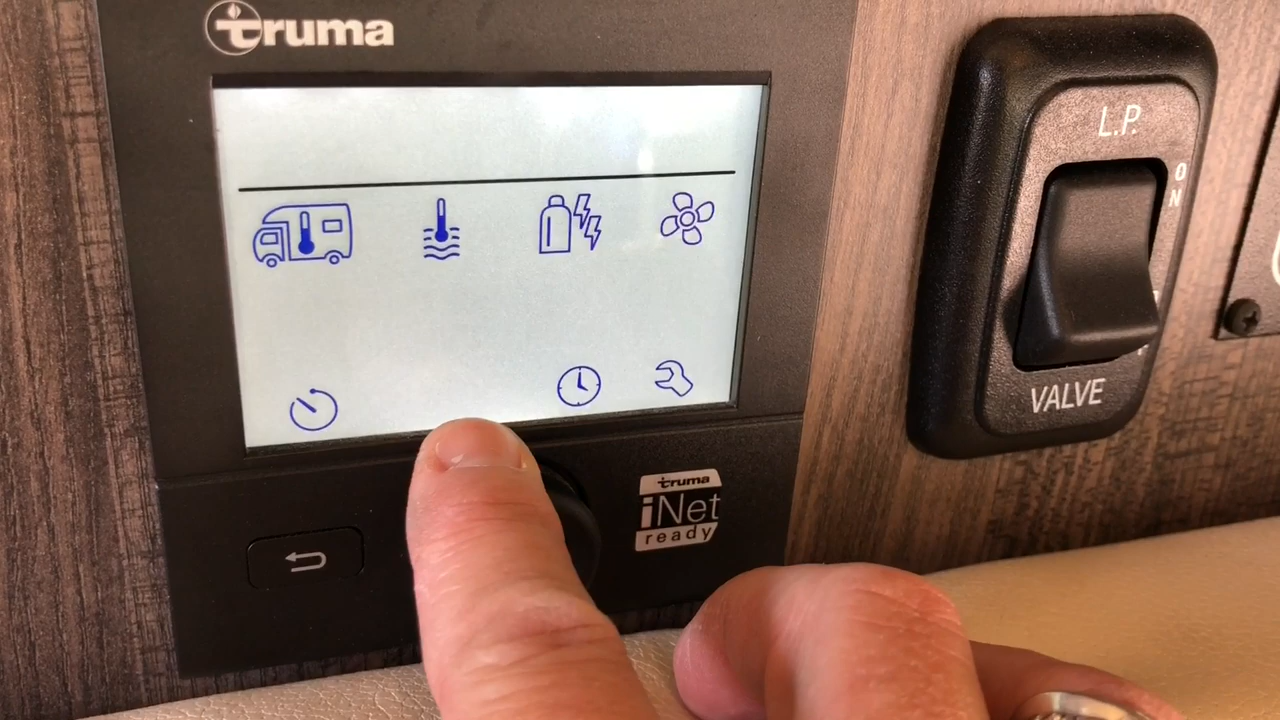 truma
L.P.
ON
VALVE
truma
iNet
ready